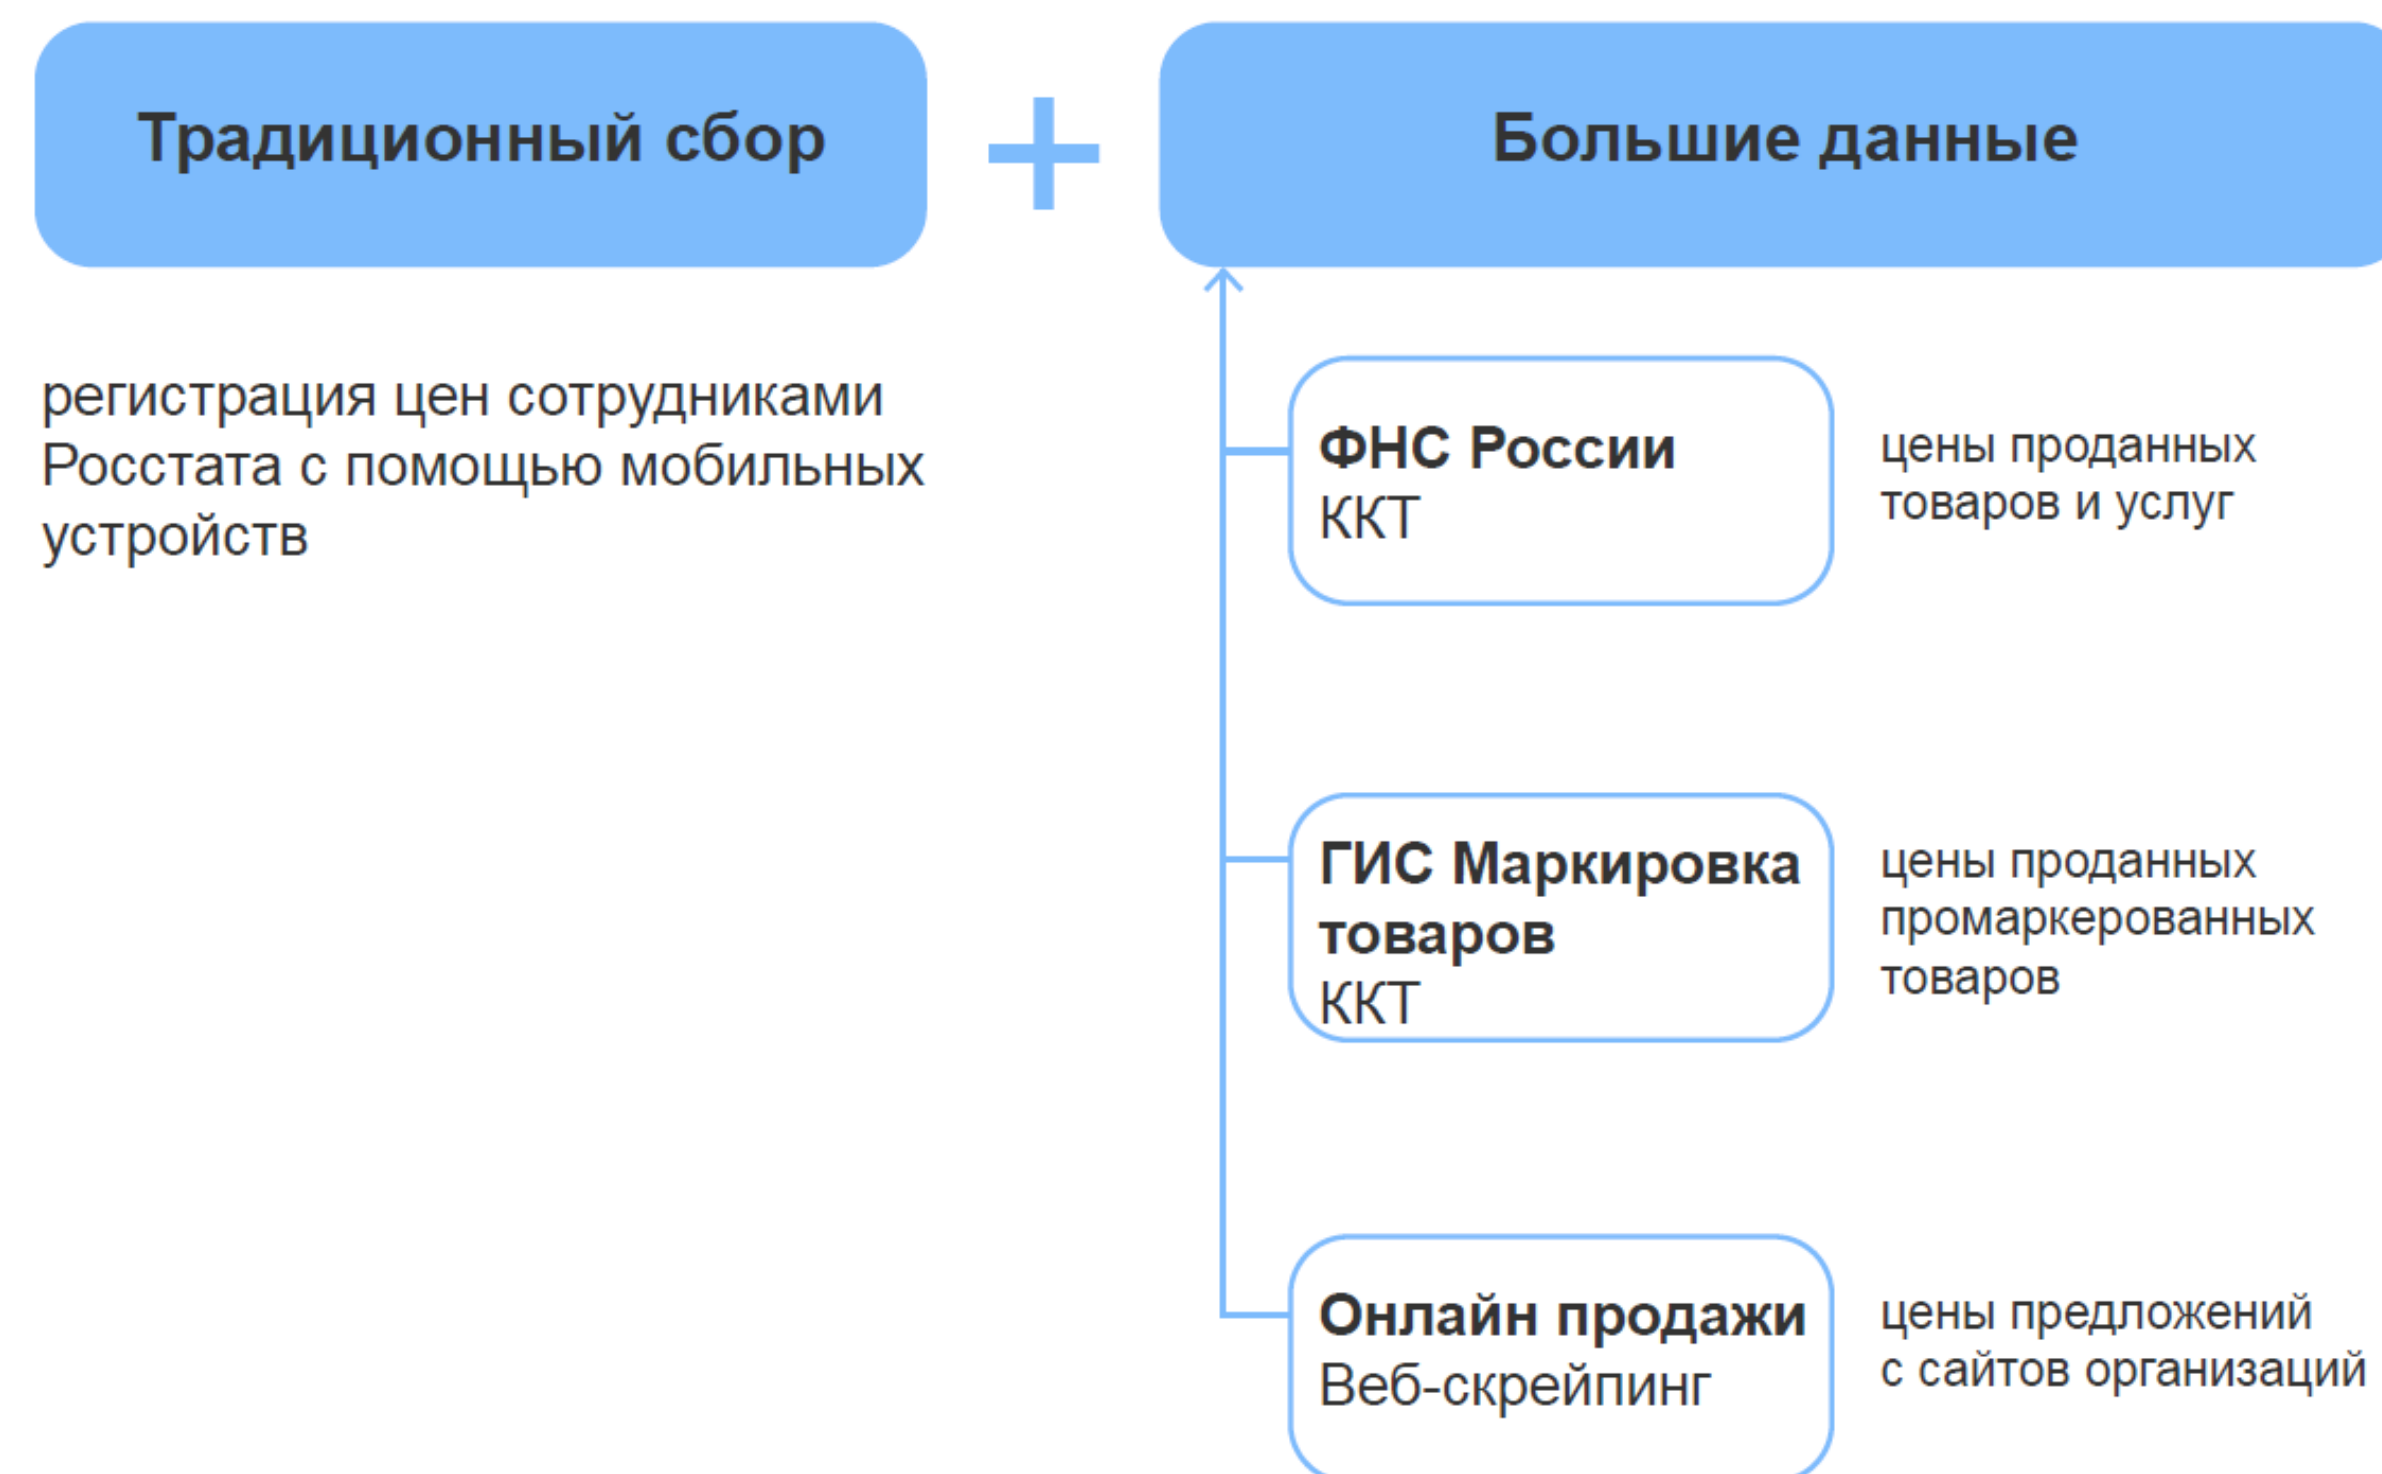 Традиционный сбор
+
Большие данные
регистрация цен сотрудниками
Росстата с помощью мобильных
устройств
ФНС России
ККТ
цены проданных
товаров и услуг
ГИС Маркировка
товаров
ККТ
цены проданных
промаркерованных
товаров
Онлайн продажи
Веб-скрейпинг
цены предложений
с сайтов организаций